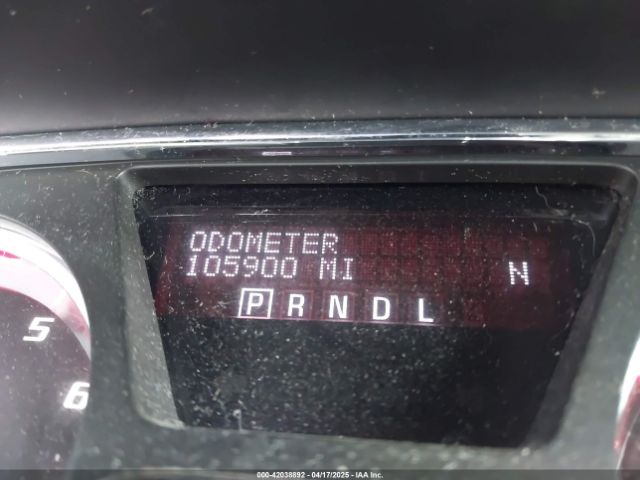 ODOMETER
105900 MI N
P R N D L
5
6
000-42038892 - 04/17/2025 - IAA Inc.